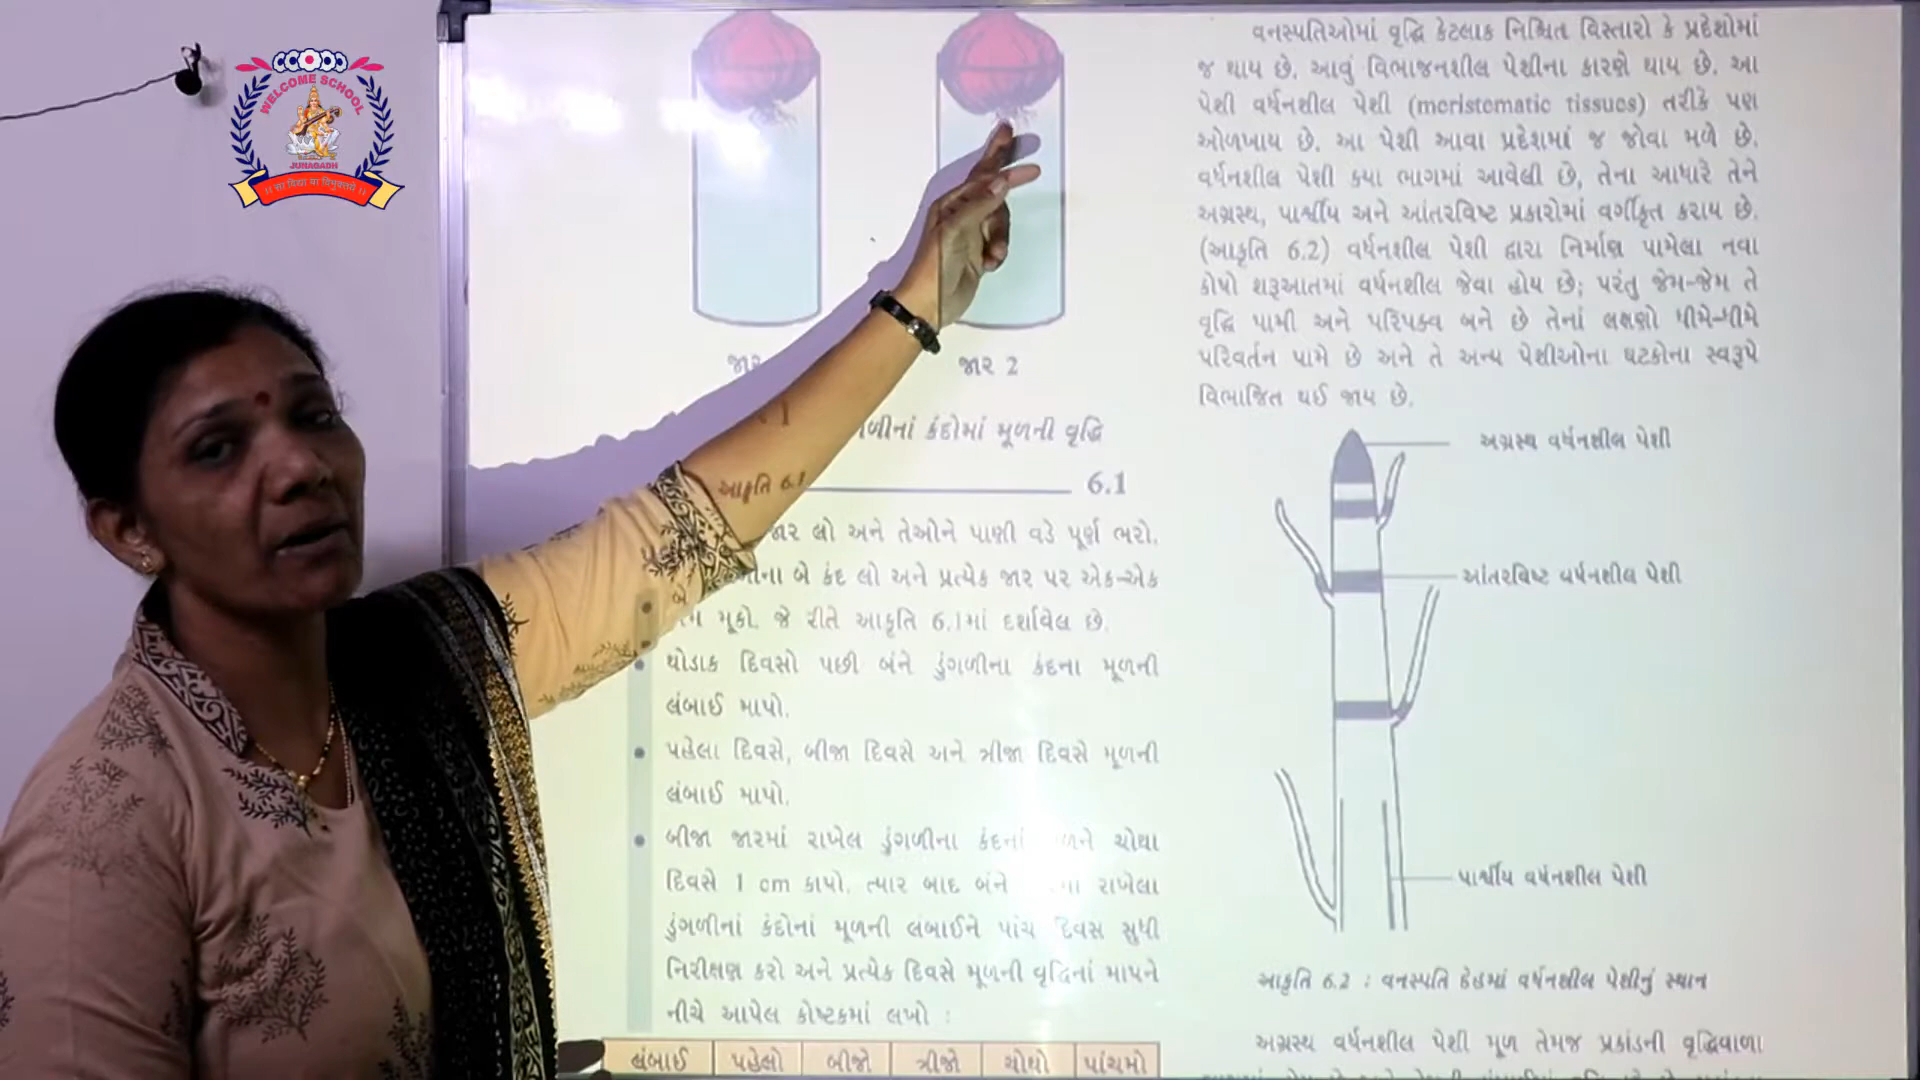 WELCOME SCHOOL
JUNAGADH
।। सा विद्या या विमुक्तये ।।
જાર
જાર 2
ળીનાં કંદોમાં મૂળની વૃદ્ધિ
આકૃતિ 6.1
6.1
જાર લો અને તેઓને પાણી વડે પૂર્ણ ભરો.
ના બે કંદ લો અને પ્રત્યેક જાર પર એક-એક
મૂકો. જે રીતે આકૃતિ 6.1માં દર્શાવેલ છે.
• થોડાક દિવસો પછી બંને ડુંગળીના કંદના મૂળની
લંબાઈ માપો.
• પહેલા દિવસે, બીજા દિવસે અને ત્રીજા દિવસે મૂળની
લંબાઈ માપો.
• બીજા જારમાં રાખેલ ડુંગળીના કંદનાં ળને ચોથા
દિવસે 1 cm કાપો. ત્યાર બાદ બંને રાખેલા
ડુંગળીનાં કંદોનાં મૂળની લંબાઈને પાંચ દિવસ સુધી
નિરીક્ષણ કરો અને પ્રત્યેક દિવસે મૂળની વૃદ્ધિનાં માપને
નીચે આપેલ કોષ્ટકમાં લખો :
લંબાઈ પહેલો બીજો ત્રીજો ચોથો પાંચમો
વનસ્પતિઓમાં વૃદ્ધિ કેટલાક નિશ્ચિત વિસ્તારો કે પ્રદેશોમાં
જ થાય છે. આવું વિભાજનશીલ પેશીના કારણે થાય છે. આ
પેશી વર્ધનશીલ પેશી (meristematic tissues) તરીકે પણ
ઓળખાય છે. આ પેશી આવા પ્રદેશમાં જ જોવા મળે છે.
વર્ધનશીલ પેશી કયા ભાગમાં આવેલી છે, તેના આધારે તેને
અગ્રસ્થ, પાર્શ્વીય અને આંતરવિષ્ટ પ્રકારોમાં વર્ગીકૃત કરાય છે.
(આકૃતિ 6.2) વર્ધનશીલ પેશી દ્વારા નિર્માણ પામેલા નવા
કોષો શરૂઆતમાં વર્ધનશીલ જેવા હોય છે; પરંતુ જેમ-જેમ તે
વૃદ્ધિ પામી અને પરિપક્વ બને છે તેનાં લક્ષણો ધીમે-ધીમે
પરિવર્તન પામે છે અને તે અન્ય પેશીઓના ઘટકોના સ્વરૂપે
વિભાજિત થઈ જાય છે.
અગ્રસ્થ વર્ધનશીલ પેશી
આંતરવિષ્ટ વર્ધનશીલ પેશી
પાર્શ્વીય વર્ધનશીલ પેશી
આકૃતિ 6.2 : વનસ્પતિ દેહમાં વર્ધનશીલ પેશીનું સ્થાન
અગ્રસ્થ વર્ધનશીલ પેશી મૂળ તેમજ પ્રકાંડની વૃદ્ધિવાળા